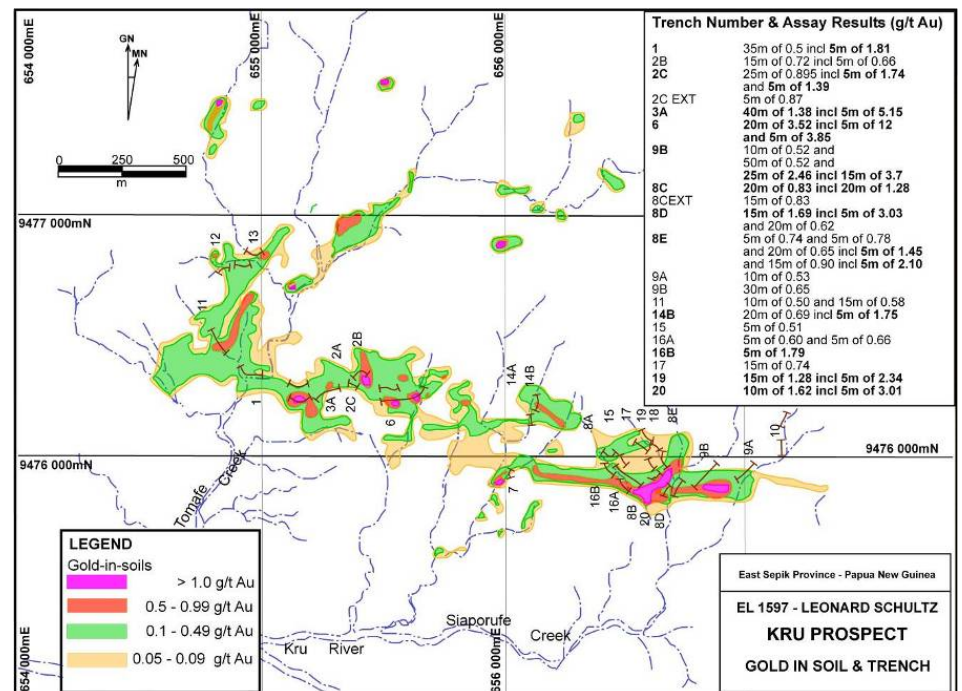 654 000mE
655 000mE
656 000mE
GN
MN
0 250 500
m
9477 000mN
12
13
11
1
2A
2B
3A
2C
6
14A
14B
8A
15
17
19
18
8E
9B
9A
10
9476 000mN
9476 000mN
7
16B
16A
8B
20
8D
Tomafe Creek
Siaporufe
Creek
Kru River
654 000mE
656 000mE
Trench Number & Assay Results (g/t Au)
1 35m of 0.5 incl 5m of 1.81
2B 15m of 0.72 incl 5m of 0.66
2C 25m of 0.895 incl 5m of 1.74
and 5m of 1.39
2C EXT 5m of 0.87
3A 40m of 1.38 incl 5m of 5.15
6 20m of 3.52 incl 5m of 12
and 5m of 3.85
9B 10m of 0.52 and
50m of 0.52 and
25m of 2.46 incl 15m of 3.7
8C 20m of 0.83 incl 20m of 1.28
8CEXT 15m of 0.83
8D 15m of 1.69 incl 5m of 3.03
and 20m of 0.62
8E 5m of 0.74 and 5m of 0.78
and 20m of 0.65 incl 5m of 1.45
and 15m of 0.90 incl 5m of 2.10
9A 10m of 0.53
9B 30m of 0.65
11 10m of 0.50 and 15m of 0.58
14B 20m of 0.69 incl 5m of 1.75
15 5m of 0.51
16A 5m of 0.60 and 5m of 0.66
16B 5m of 1.79
17 15m of 0.74
19 15m of 1.28 incl 5m of 2.34
20 10m of 1.62 incl 5m of 3.01
LEGEND
Gold-in-soils
> 1.0 g/t Au
0.5 - 0.99 g/t Au
0.1 - 0.49 g/t Au
0.05 - 0.09 g/t Au
East Sepik Province - Papua New Guinea
EL 1597 - LEONARD SCHULTZ
KRU PROSPECT
GOLD IN SOIL & TRENCH